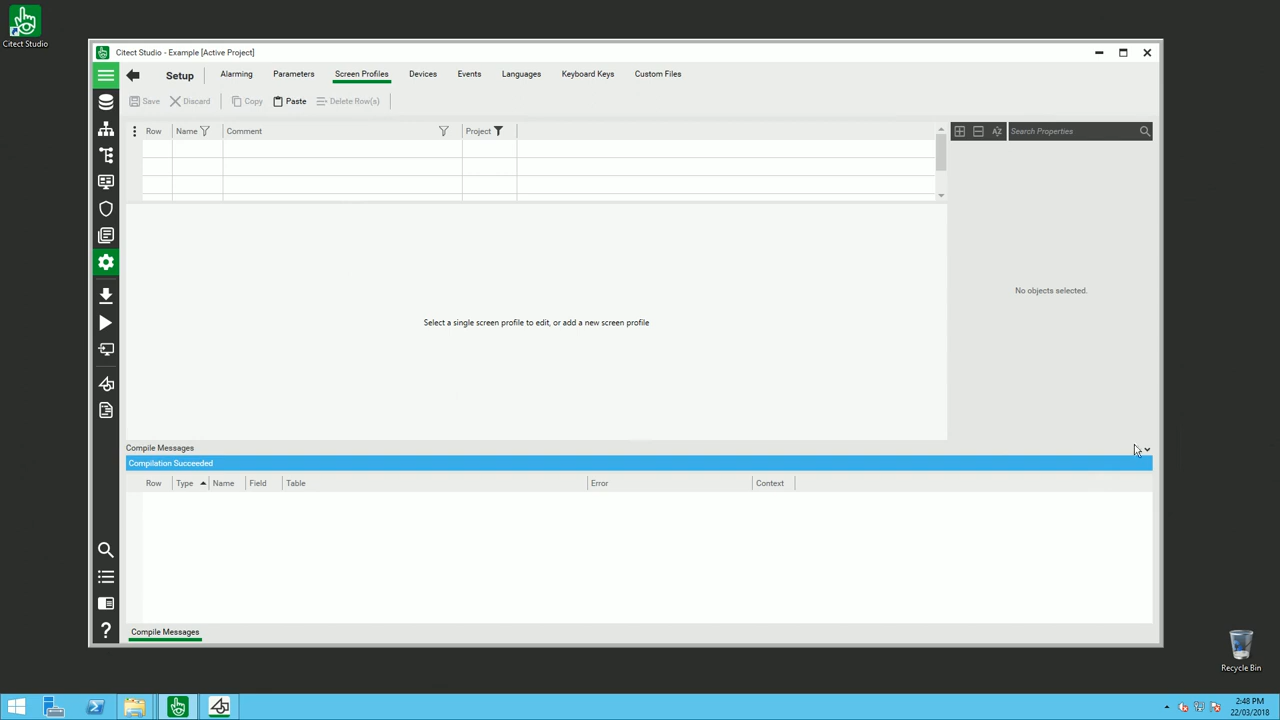 Citect Studio
Citect Studio - Example [Active Project]
Setup
Alarming
Parameters
Screen Profiles
Devices
Events
Languages
Keyboard Keys
Custom Files
Save
Discard
Copy
Paste
Delete Row(s)
Row
Name
Comment
Project
Search Properties
Select a single screen profile to edit, or add a new screen profile
No objects selected.
Compile Messages
Compilation Succeeded
Row
Type
Name
Field
Table
Error
Context
Compile Messages
Recycle Bin
2:48 PM
22/03/2018